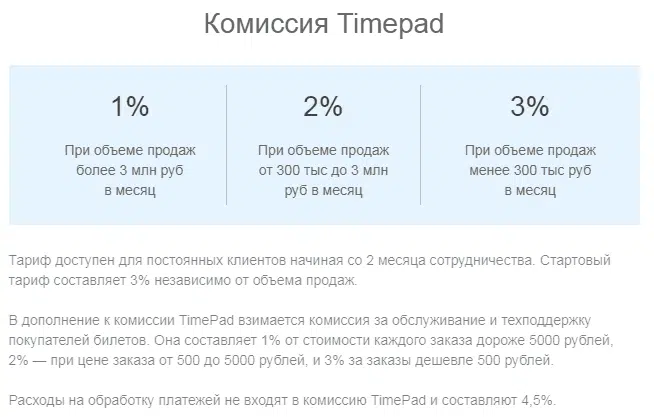 Комиссия Timepad
1%
При объеме продаж
более 3 млн руб
в месяц
2%
При объеме продаж
от 300 тыс до 3 млн
руб в месяц
3%
При объеме продаж
менее 300 тыс руб
в месяц
Тариф доступен для постоянных клиентов начиная со 2 месяца сотрудничества. Стартовый
тариф составляет 3% независимо от объема продаж.
В дополнение к комиссии TimePad взимается комиссия за обслуживание и техподдержку
покупателей билетов. Она составляет 1% от стоимости каждого заказа дороже 5000 рублей,
2% — при цене заказа от 500 до 5000 рублей, и 3% за заказы дешевле 500 рублей.
Расходы на обработку платежей не входят в комиссию TimePad и составляют 4,5%.